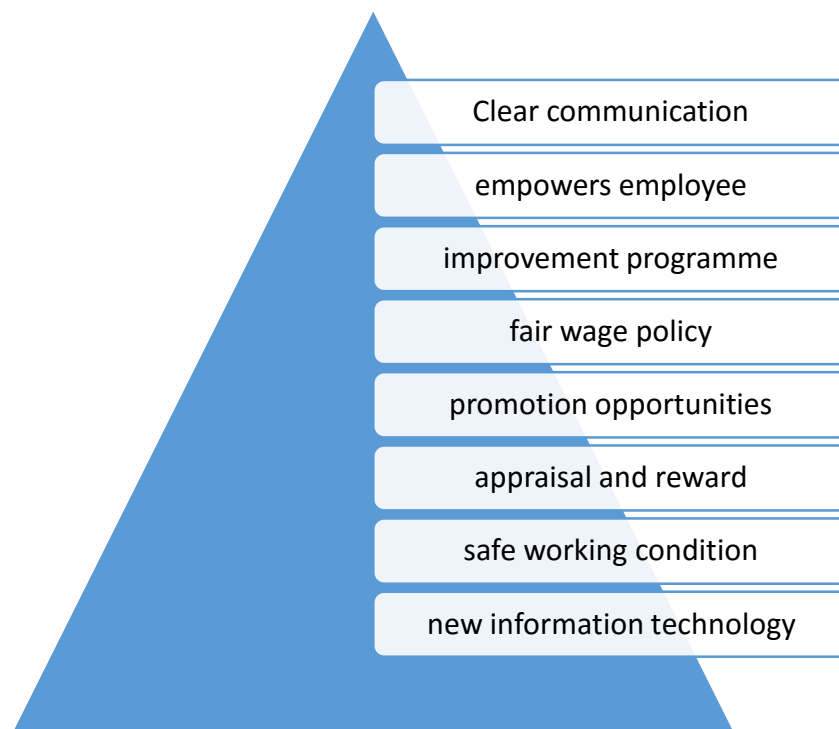 Clear communication
empowers employee
improvement programme
fair wage policy
promotion opportunities
appraisal and reward
safe working condition
new information technology